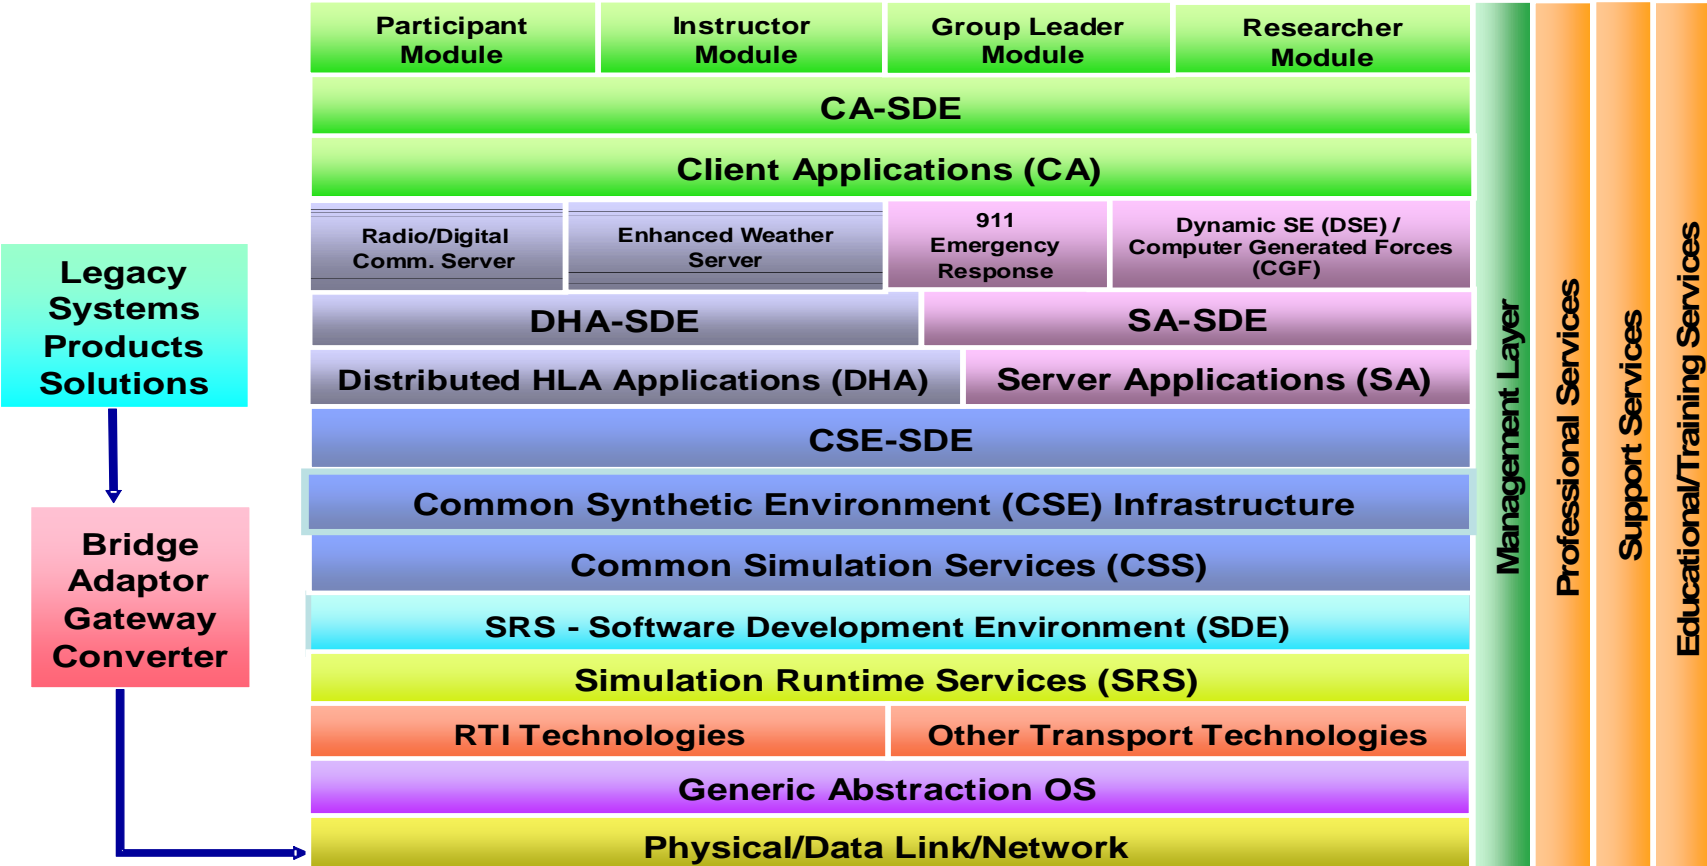 Participant
Module
Instructor
Module
Group Leader
Module
Researcher
Module
CA-SDE
Client Applications (CA)
Radio/Digital
Comm. Server
Enhanced Weather
Server
911
Emergency
Response
Dynamic SE (DSE) /
Computer Generated Forces
(CGF)
DHA-SDE
SA-SDE
Distributed HLA Applications (DHA)
Server Applications (SA)
CSE-SDE
Common Synthetic Environment (CSE) Infrastructure
Common Simulation Services (CSS)
SRS - Software Development Environment (SDE)
Simulation Runtime Services (SRS)
RTI Technologies
Other Transport Technologies
Generic Abstraction OS
Physical/Data Link/Network
Legacy
Systems
Products
Solutions
Bridge
Adaptor
Gateway
Converter
Management Layer
Professional Services
Support Services
Educational/Training Services